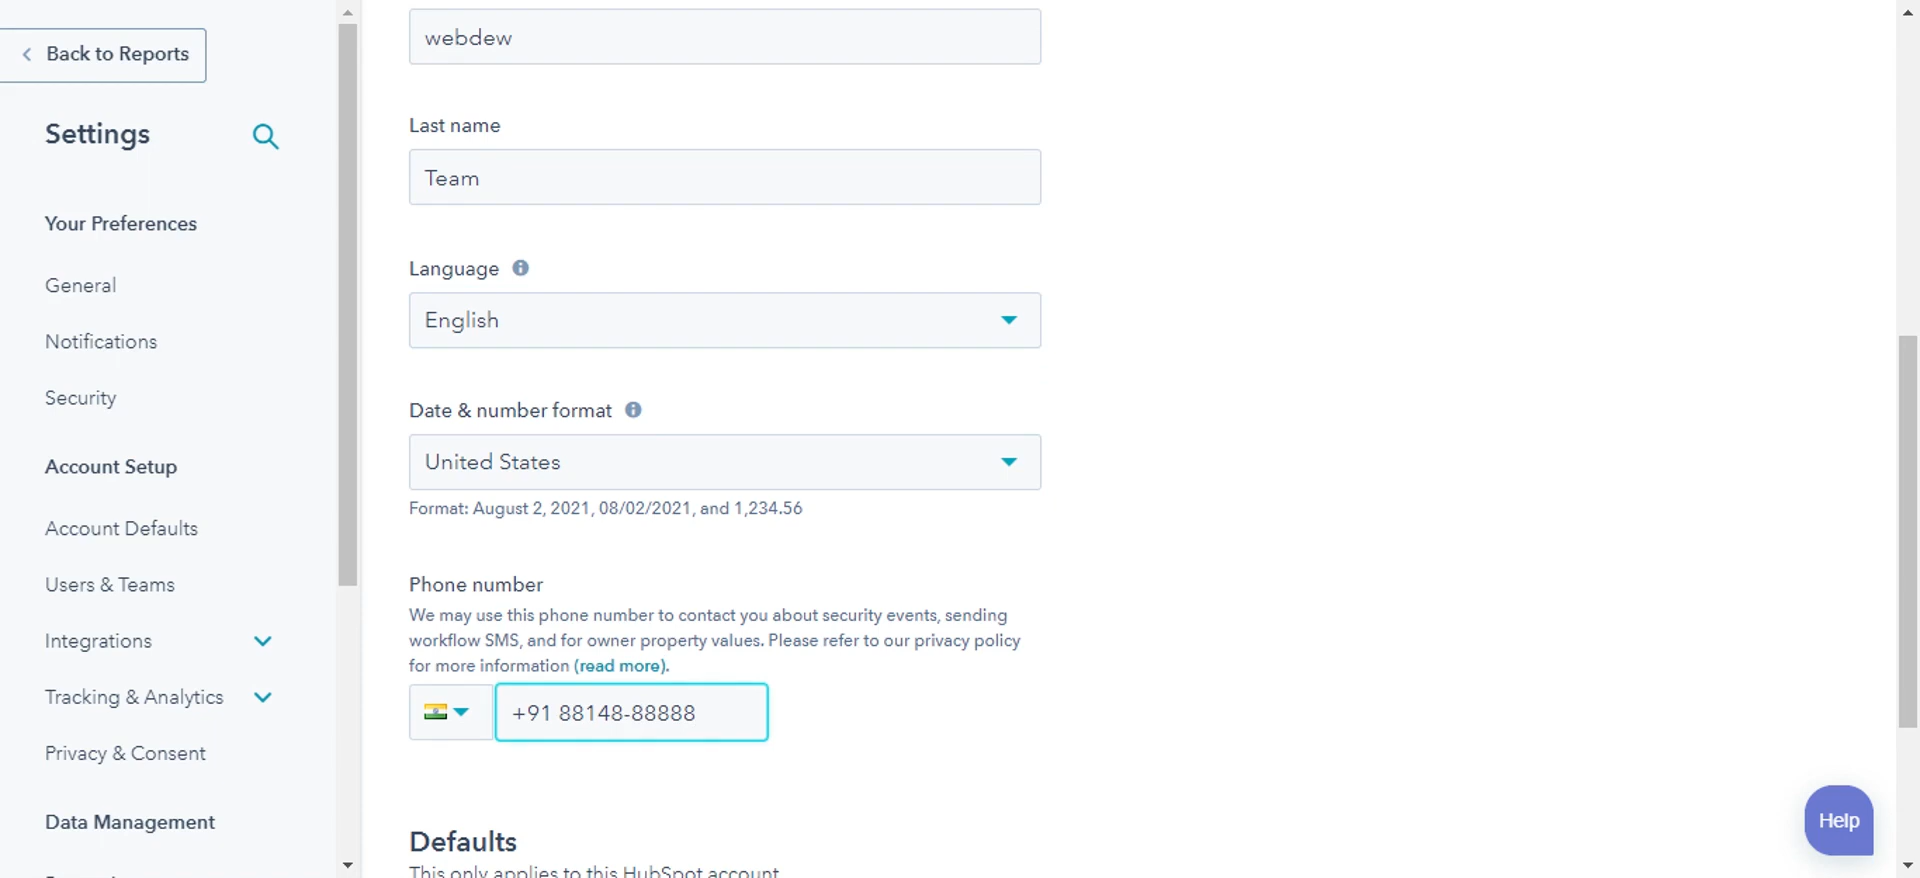 Back to Reports
Settings
Your Preferences
General
Notifications
Security
Account Setup
Account Defaults
Users & Teams
Integrations
Tracking & Analytics
Privacy & Consent
Data Management
webdew
Last name
Team
Language
English
Date & number format
United States
Format: August 2, 2021, 08/02/2021, and 1,234.56
Phone number
We may use this phone number to contact you about security events, sending
workflow SMS, and for owner property values. Please refer to our privacy policy
for more information (read more).
+91 88148-88888
Defaults
This only applies to this HubSpot account
Help